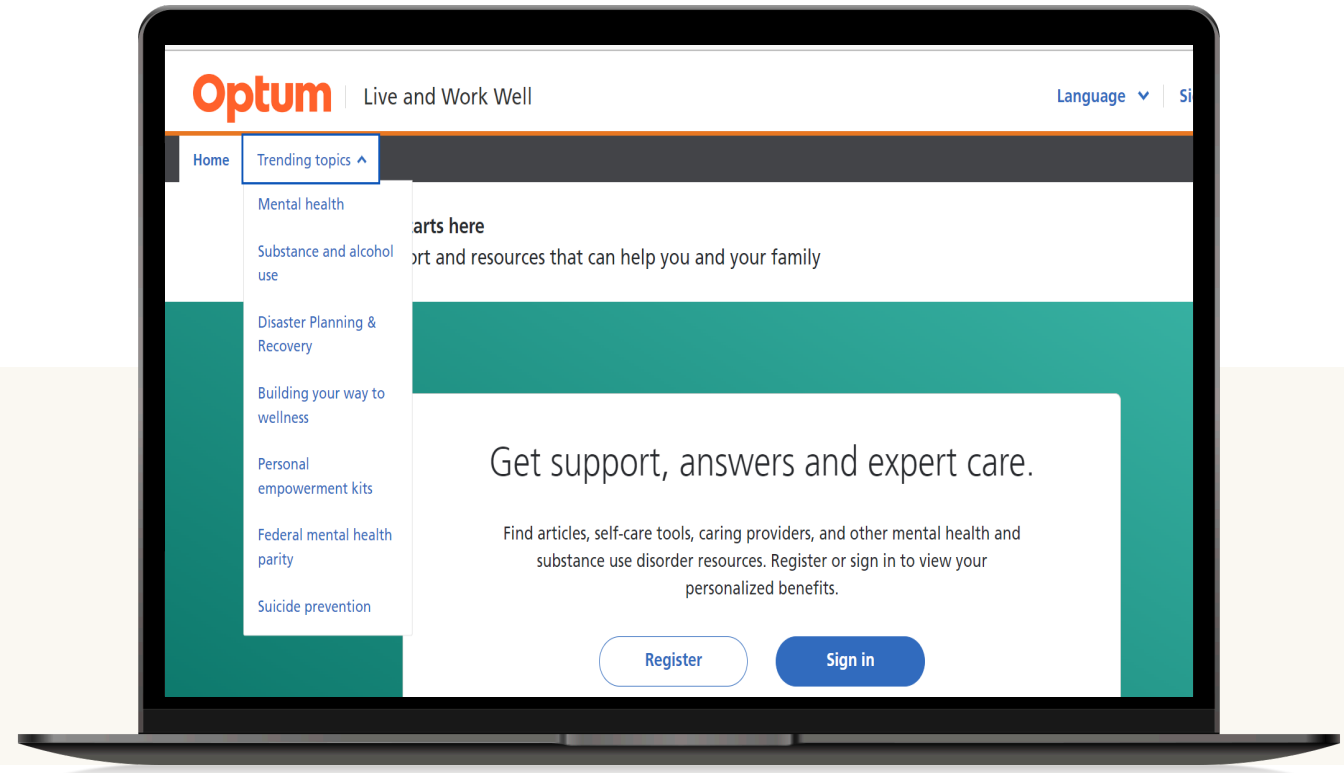 Optum
Live and Work Well
Language
Home
Trending topics
Mental health
Substance and alcohol
use
Disaster Planning &
Recovery
Building your way to
wellness
Personal
empowerment kits
Federal mental health
parity
Suicide prevention
here
and resources that can help you and your family
Get support, answers and expert care.
Find articles, self-care tools, caring providers, and other mental health and
substance use disorder resources. Register or sign in to view your
personalized benefits.
Register
Sign in